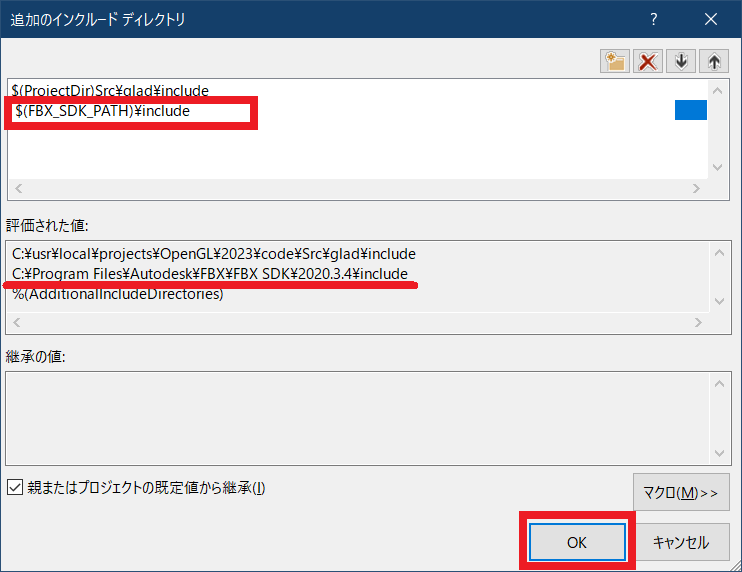 追加のインクルード ディレクトリ
?
$(ProjectDir)Src¥glad¥include
$(FBX_SDK_PATH)¥include
評価された値:
C:¥usr¥local¥projects¥OpenGL¥2023¥code¥Src¥glad¥include
C:¥Program Files¥Autodesk¥FBX¥FBX SDK¥2020.3.4¥include
%(AdditionalIncludeDirectories)
継承の値:
親またはプロジェクトの既定値から継承(I)
マクロ(M)>>
OK
キャンセル